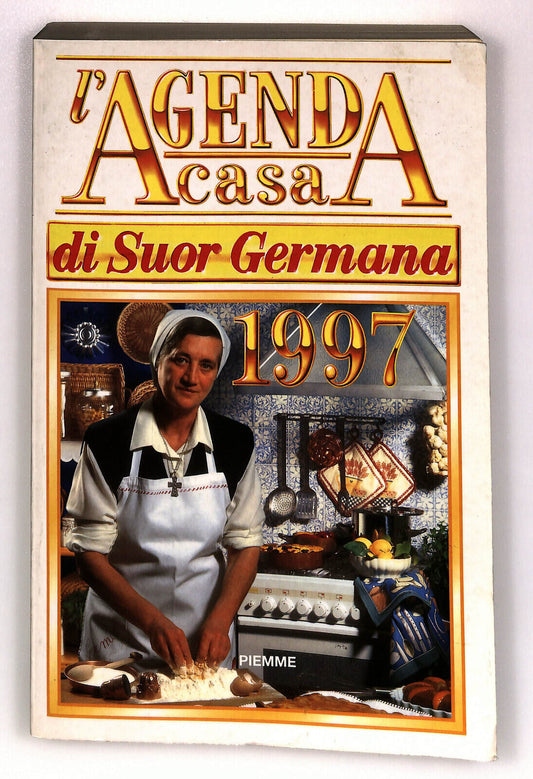 l'AGENDA
casa
di Suor Germana
1997
PIEMME